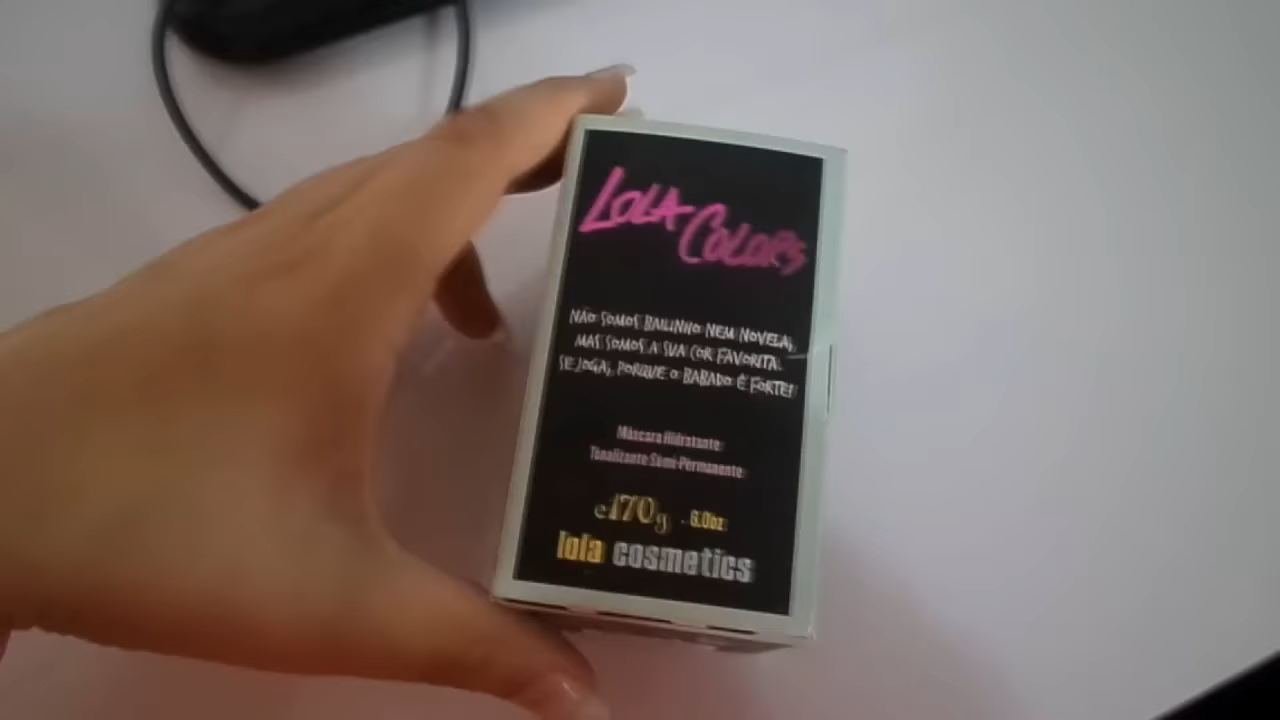 LOLA
COLORS
NÃO SOMOS BAILINHO NEM NOVELA,
MAS SOMOS A SUA COR FAVORITA.
SE JOGA, PORQUE O BABADO É FORTE!
Máscara Hidratante
Tonalizante Semi-Permanente
e170g . 6.0oz
lola cosmetics